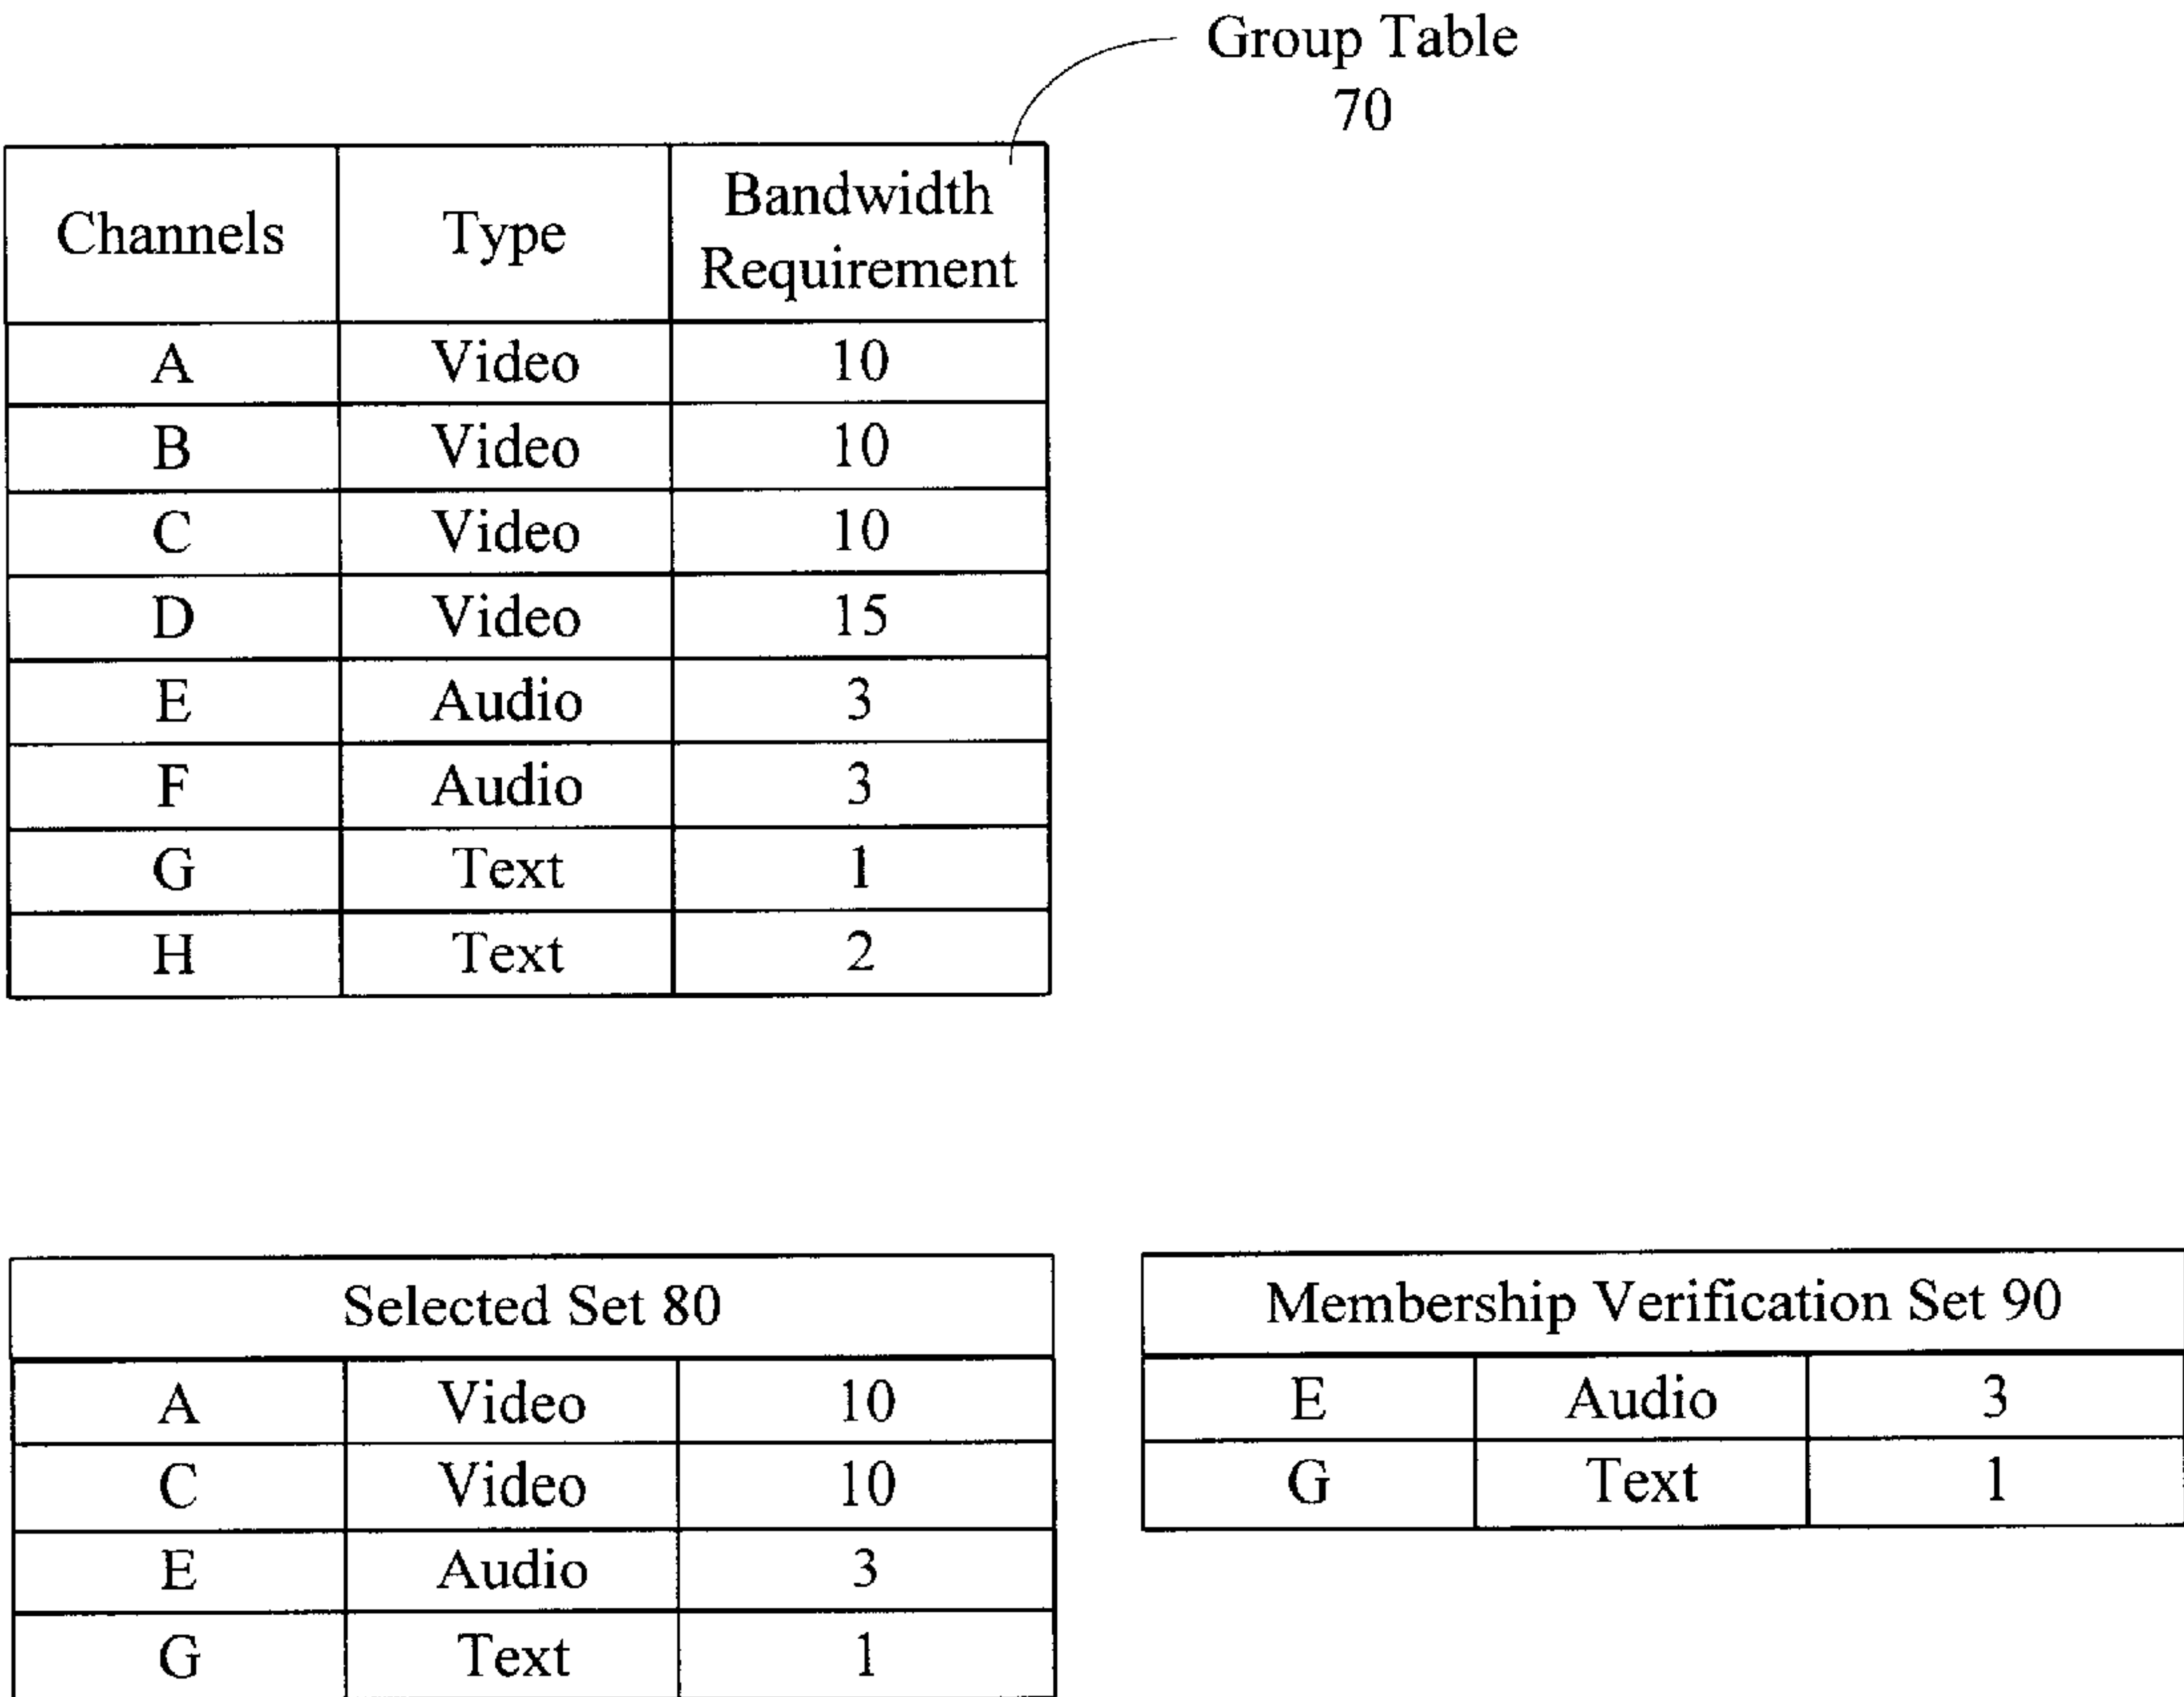 Group Table
70
Channels Type Bandwidth Requirement
A Video 10
B Video 10
C Video 10
D Video 15
E Audio 3
F Audio 3
G Text 1
H Text 2
Selected Set 80
A Video 10
C Video 10
E Audio 3
G Text 1
Membership Verification Set 90
E Audio 3
G Text 1